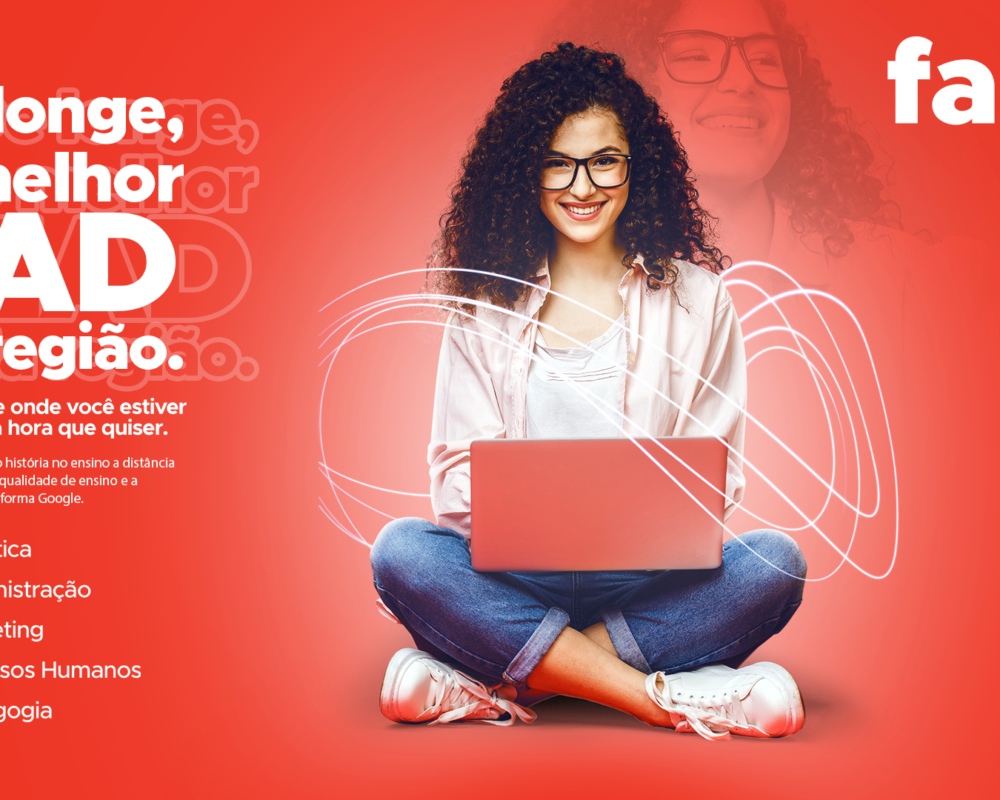 longe,
elhor
AD
região.
e onde você estiver
hora que quiser.
história no ensino a distância
qualidade de ensino e a
forma Google.
tica
nistração
eting
sos Humanos
gogia
fa